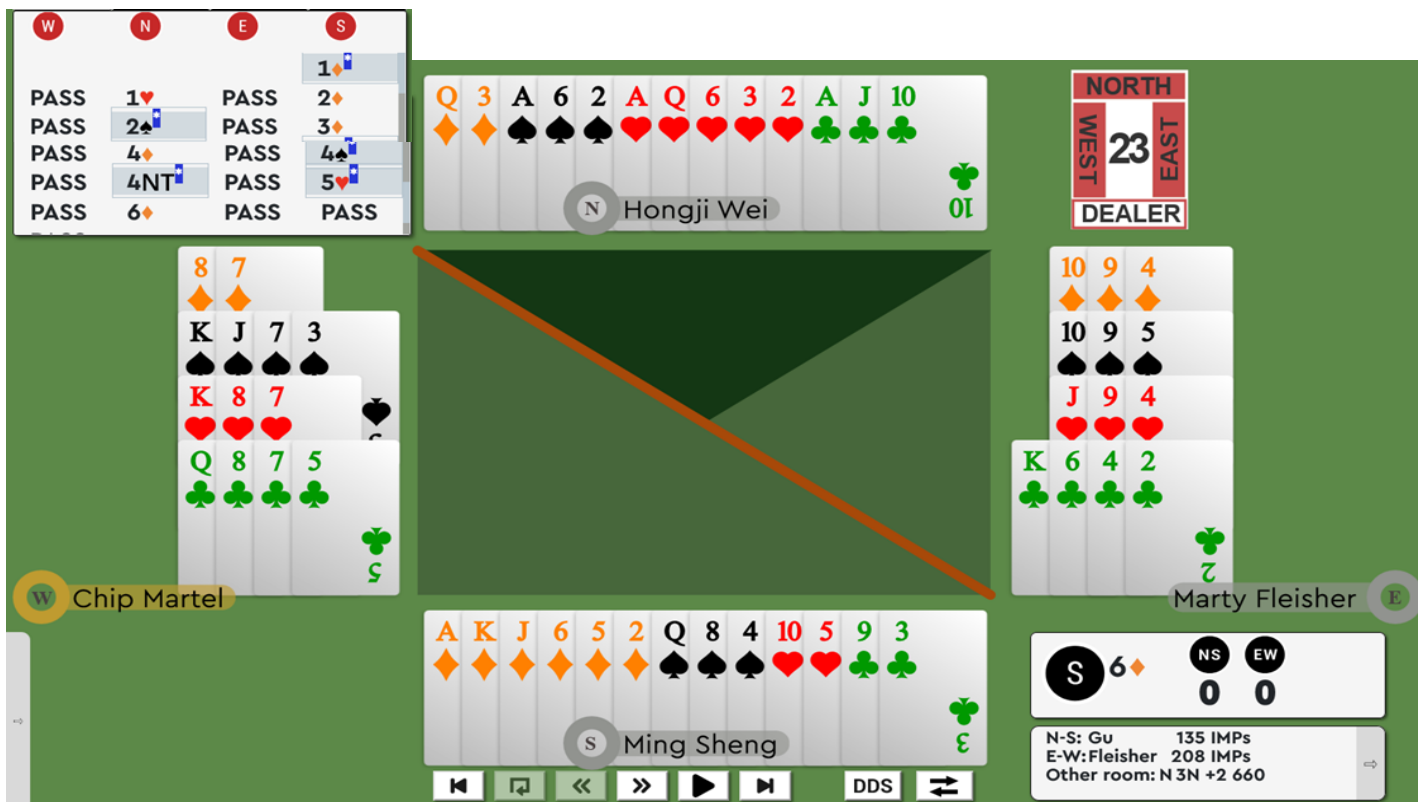 W N E S
1♦
PASS 1♥ PASS 2♦
PASS 2♠ PASS 3♦
PASS 4♦ PASS 4♠
PASS 4NT PASS 5♥
PASS 6♦ PASS PASS
Q 3 A 6 2 A Q 6 3 2 A J 10
10
N Hongji Wei
NORTH
WEST 23 EAST
DEALER
8 7
K J 7 3
K 8 7
Q 8 7 5
5
W Chip Martel
10 9 4
10 9 5
J 9 4
K 6 4 2
2
Marty Fleisher E
A K J 6 5 2 Q 8 4 10 5 9 3
3
S Ming Sheng
S 6♦ NS EW
0 0
N-S: Gu 135 IMPs
E-W:Fleisher 208 IMPs
Other room: N 3N +2 660
DDS